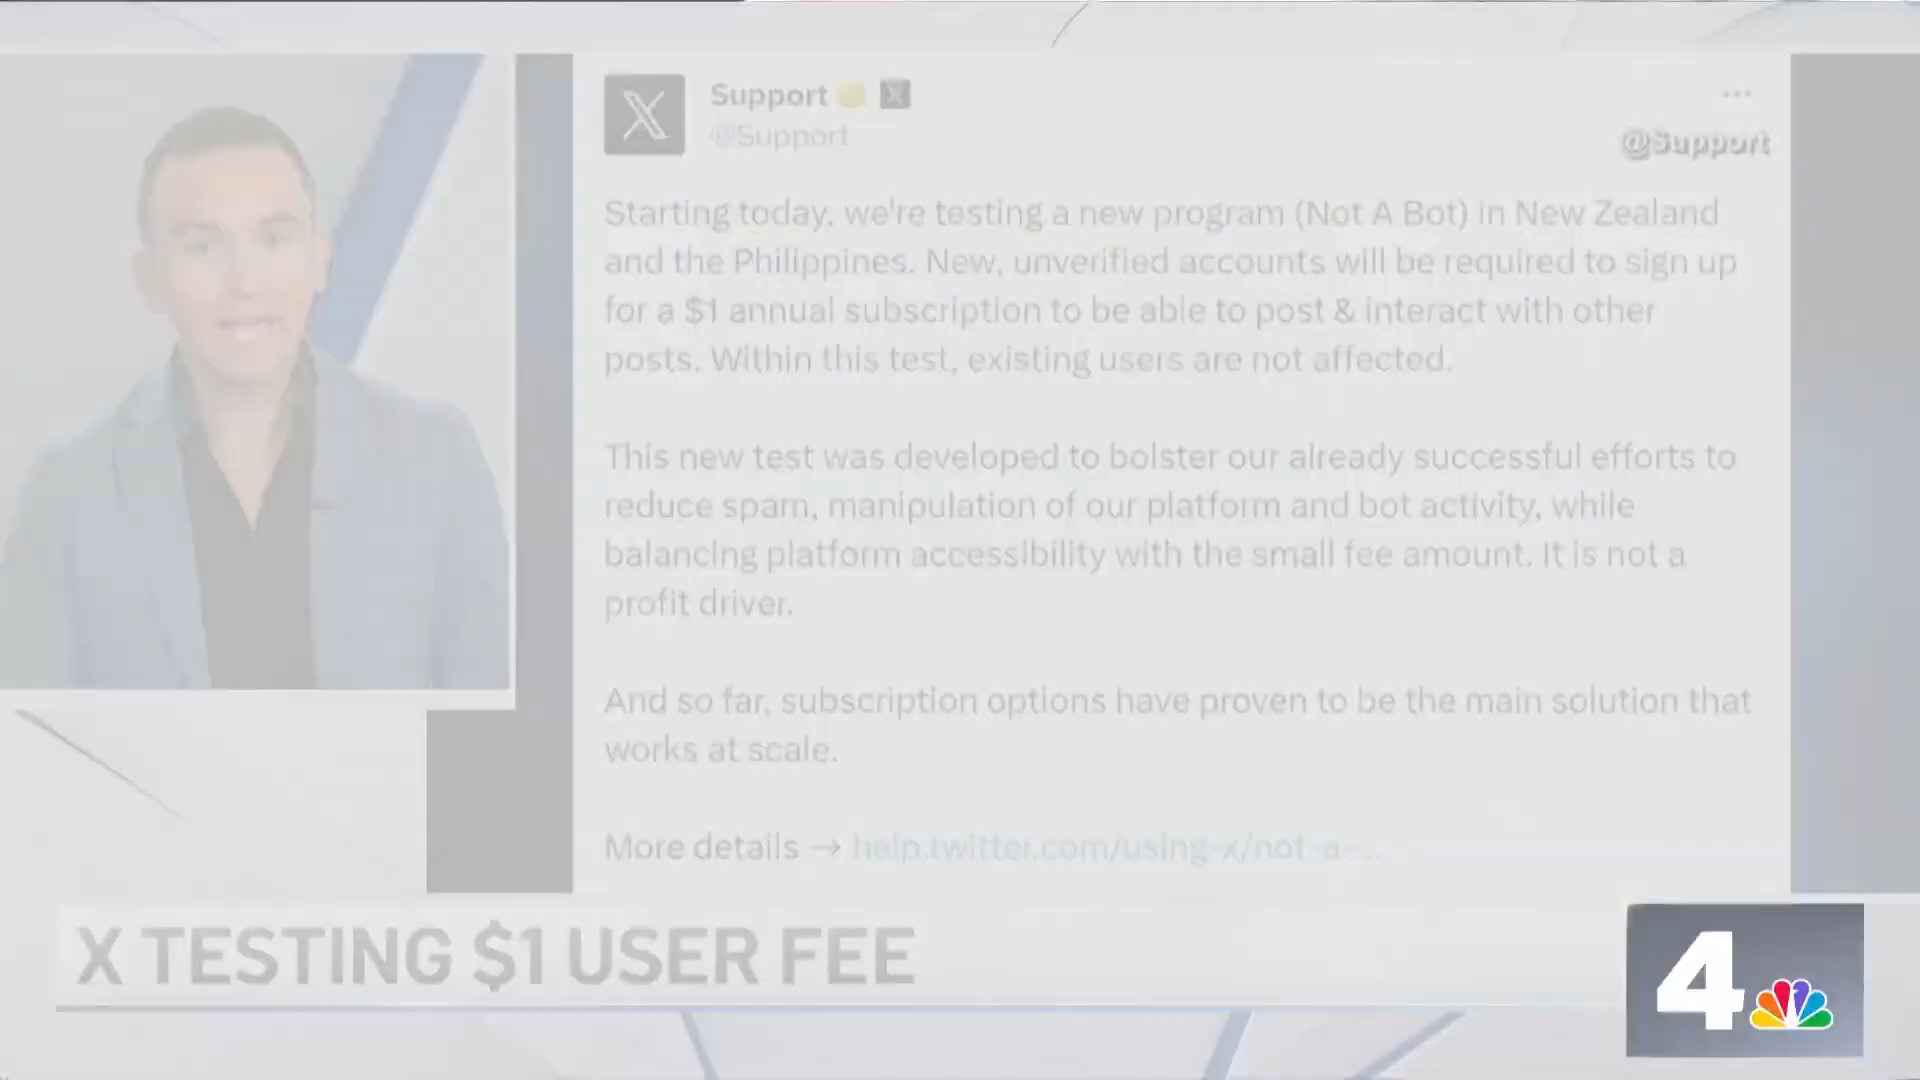 Support
@Support
@Support
Starting today, we're testing a new program (Not A Bot) in New Zealand
and the Philippines. New, unverified accounts will be required to sign up
for a $1 annual subscription to be able to post & interact with other
posts. Within this test, existing users are not affected.
This new test was developed to bolster our already successful efforts to
reduce spam, manipulation of our platform and bot activity, while
balancing platform accessibility with the small fee amount. It is not a
profit driver.
And so far, subscription options have proven to be the main solution that
works at scale.
More details → help.twitter.com/using-x/not-a-...
X TESTING $1 USER FEE
4